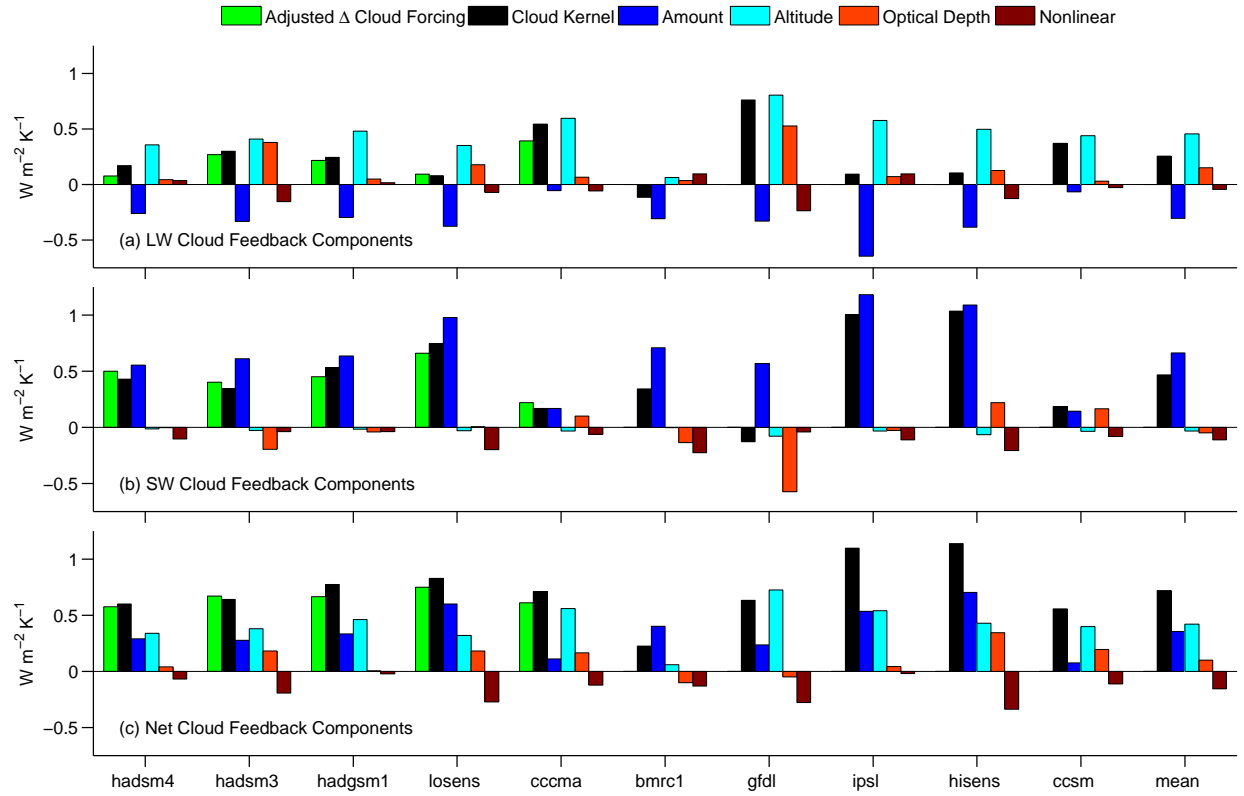 Adjusted Δ Cloud Forcing Cloud Kernel Amount Altitude Optical Depth Nonlinear
1
0.5
0
−0.5
W m−2 K−1
(a) LW Cloud Feedback Components
1
0.5
0
−0.5
W m−2 K−1
(b) SW Cloud Feedback Components
1
0.5
0
−0.5
W m−2 K−1
(c) Net Cloud Feedback Components
hadsm4 hadsm3 hadgsm1 losens cccma bmrc1 gfdl ipsl hisens ccsm mean